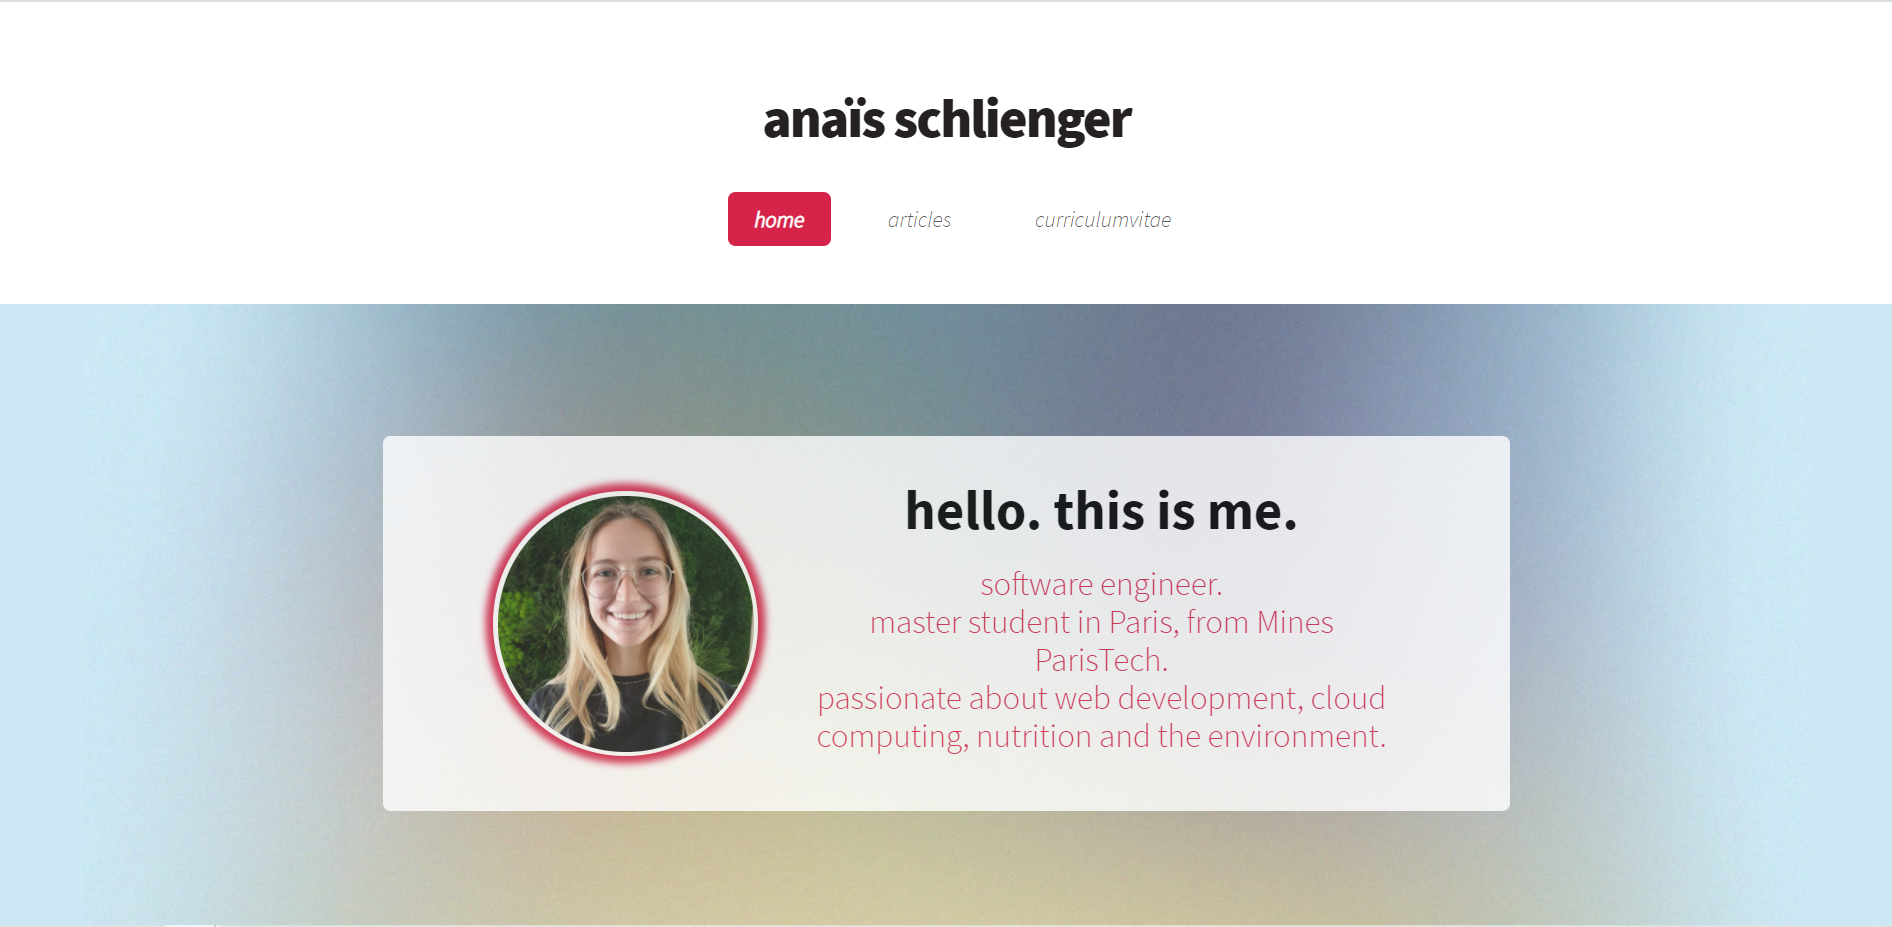 anaïs schlienger
home articles curriculumvitae
hello. this is me.
software engineer.
master student in Paris, from Mines
ParisTech.
passionate about web development, cloud
computing, nutrition and the environment.